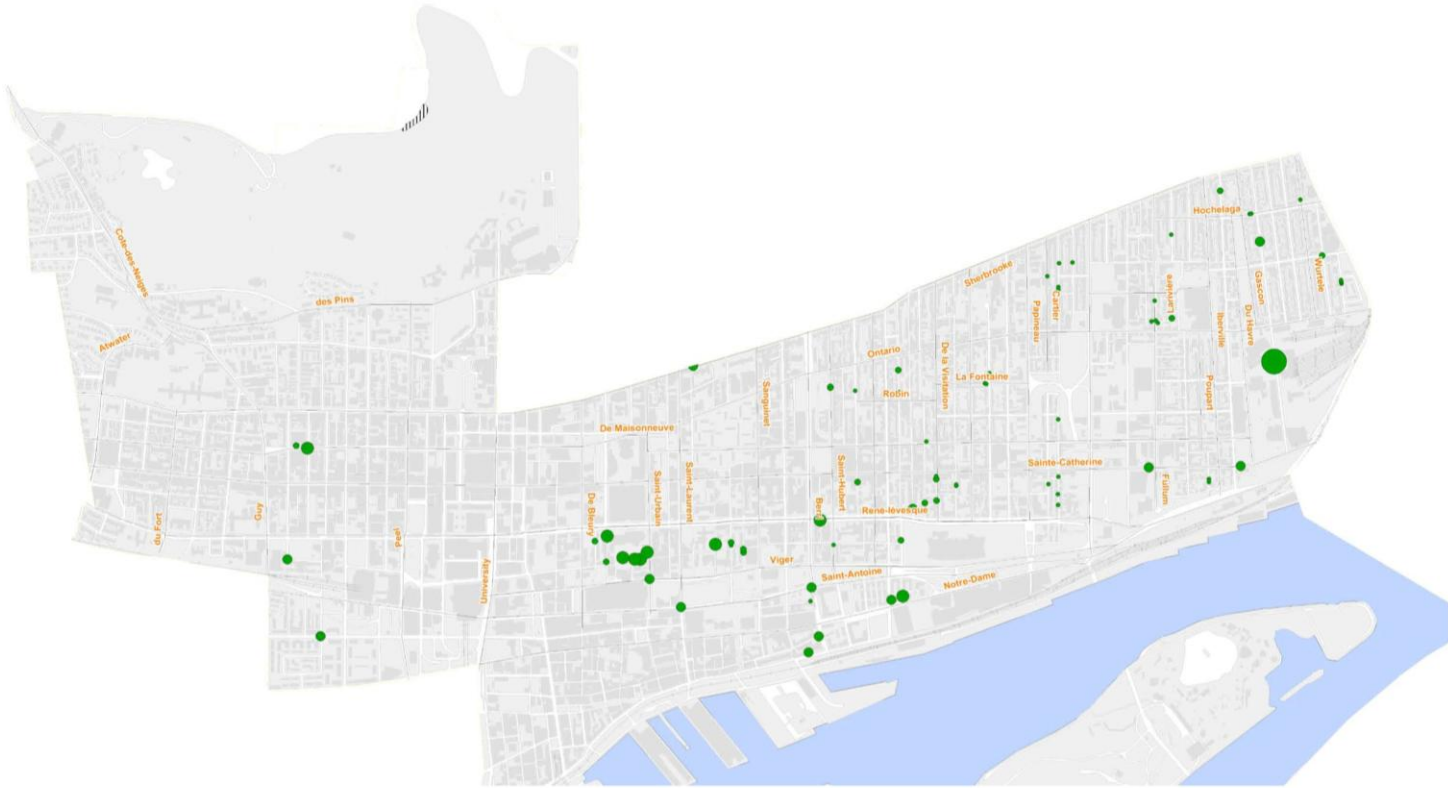 Hochelaga
Cote-des-Neiges
Sherbrooke
Wurtele
Gascon
Lariviere
Cartier
Papineau
des Pins
Du Havre
Iberville
Atwater
Ontario
De la Visitation
La Fontaine
Poupart
Robin
Sanguinet
De Maisonneuve
Sainte-Catherine
Saint-Hubert
Saint-Laurent
Saint-Urbain
Fullum
De Bleury
Berri
René-lévesque
Guy
du Fort
Peel
Viger
Saint-Antoine
Notre-Dame
University